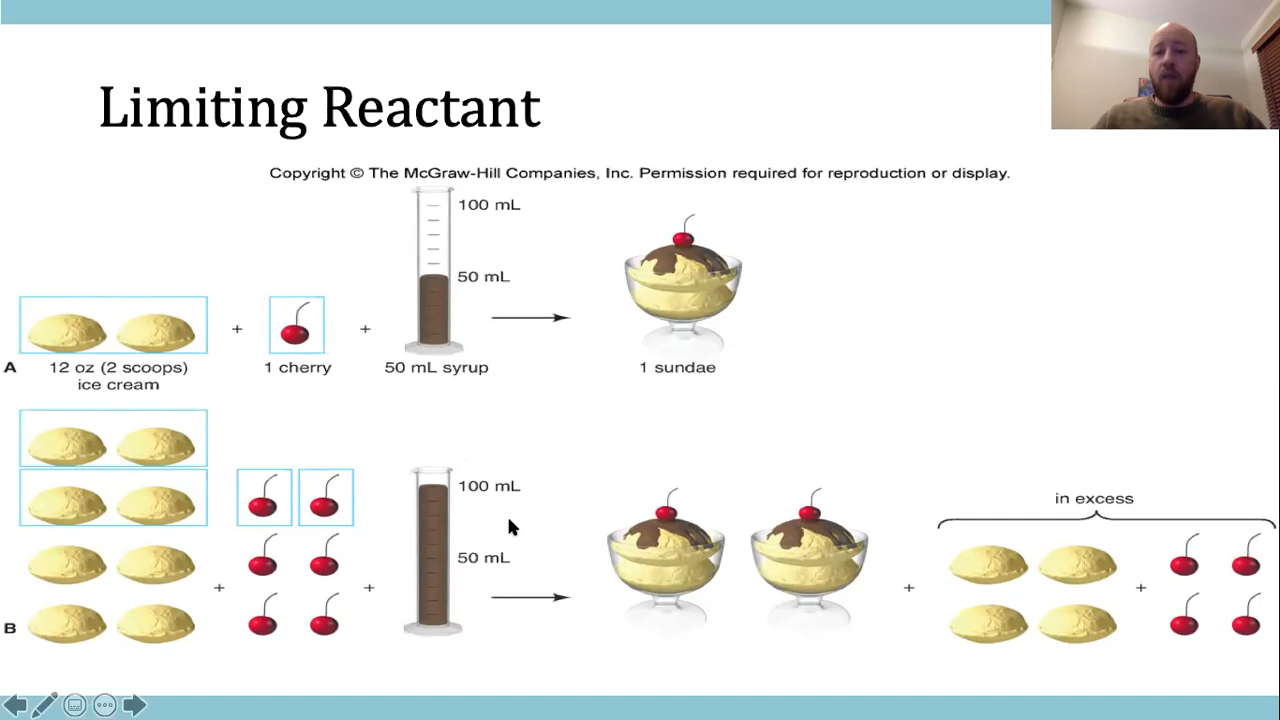 Limiting Reactant
Copyright © The McGraw-Hill Companies, Inc. Permission required for reproduction or display.
100 mL
50 mL
+
+
A
12 oz (2 scoops)
ice cream
1 cherry
50 mL syrup
1 sundae
100 mL
in excess
50 mL
+
+
+
+
B